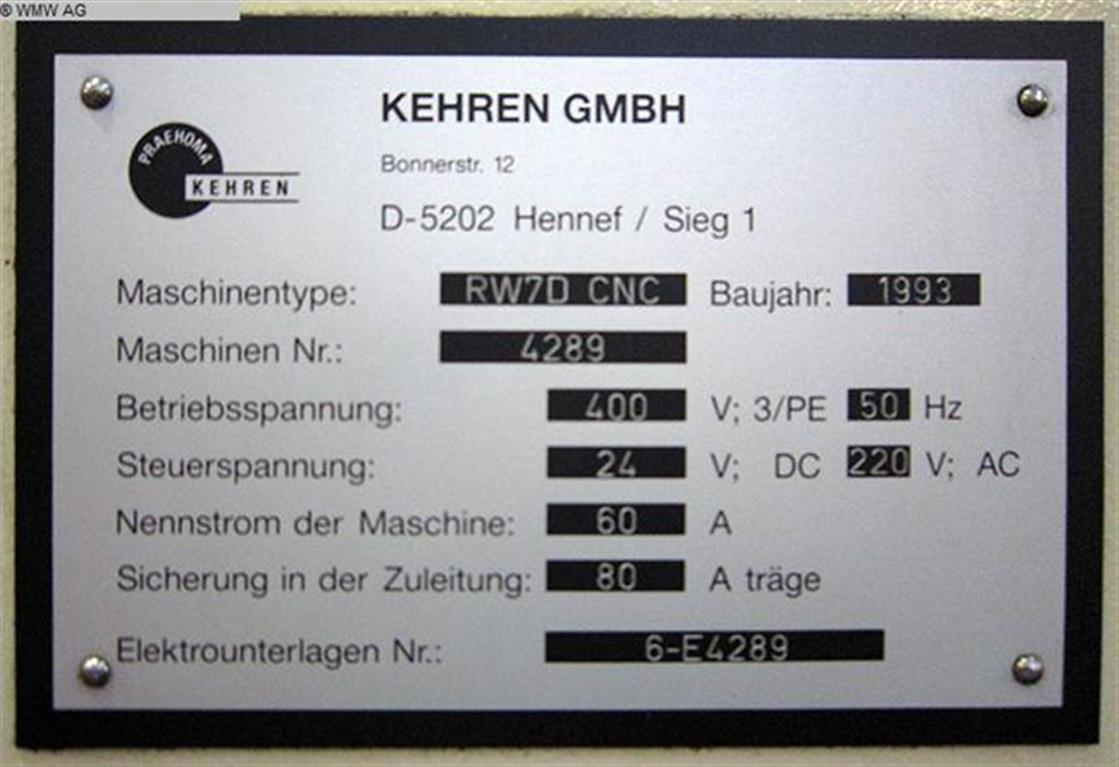 © WMW AG
KEHREN GMBH
PRAEHOMA
KEHREN
Bonnerstr. 12
D-5202 Hennef / Sieg 1
Maschinentype: RW7D CNC Baujahr: 1993
Maschinen Nr.: 4289
Betriebsspannung: 400 V; 3/PE 50 Hz
Steuerspannung: 24 V; DC 220 V; AC
Nennstrom der Maschine: 60 A
Sicherung in der Zuleitung: 80 A träge
Elektrounterlagen Nr.: 6-E4289